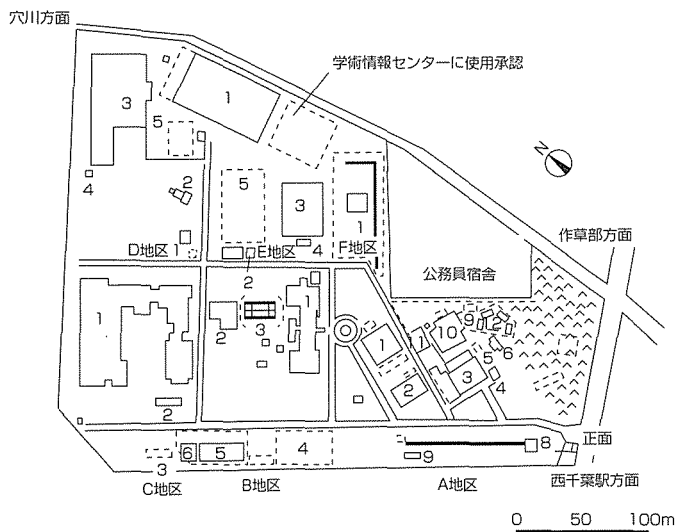 穴川方面
学術情報センターに使用承認
3
1
5
4
2
5
3
1
N
D地区
1
2
E地区
4
F地区
作草部方面
公務員宿舎
1
2
3
1
1
2
11
10
9
2
5
6
3
4
2
3
6
5
4
9
8
正面
C地区
B地区
A地区
西千葉駅方面
0 50 100m